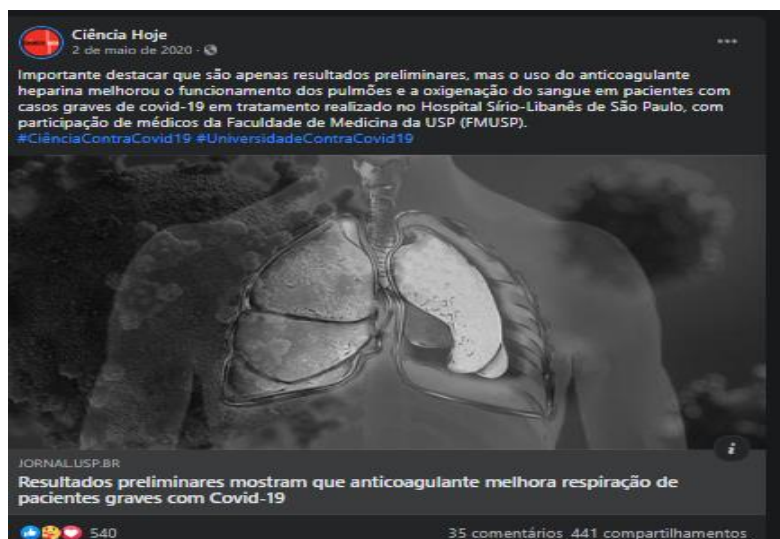 Ciência Hoje
2 de maio de 2020 ·
...
Importante destacar que são apenas resultados preliminares, mas o uso do anticoagulante
heparina melhorou o funcionamento dos pulmões e a oxigenação do sangue em pacientes com
casos graves de covid-19 em tratamento realizado no Hospital Sírio-Libanês de São Paulo, com
participação de médicos da Faculdade de Medicina da USP (FMUSP).
#CiênciaContraCovid19 #UniversidadeContraCovid19
i
JORNAL.USP.BR
Resultados preliminares mostram que anticoagulante melhora respiração de
pacientes graves com Covid-19
540 35 comentários 441 compartilhamentos